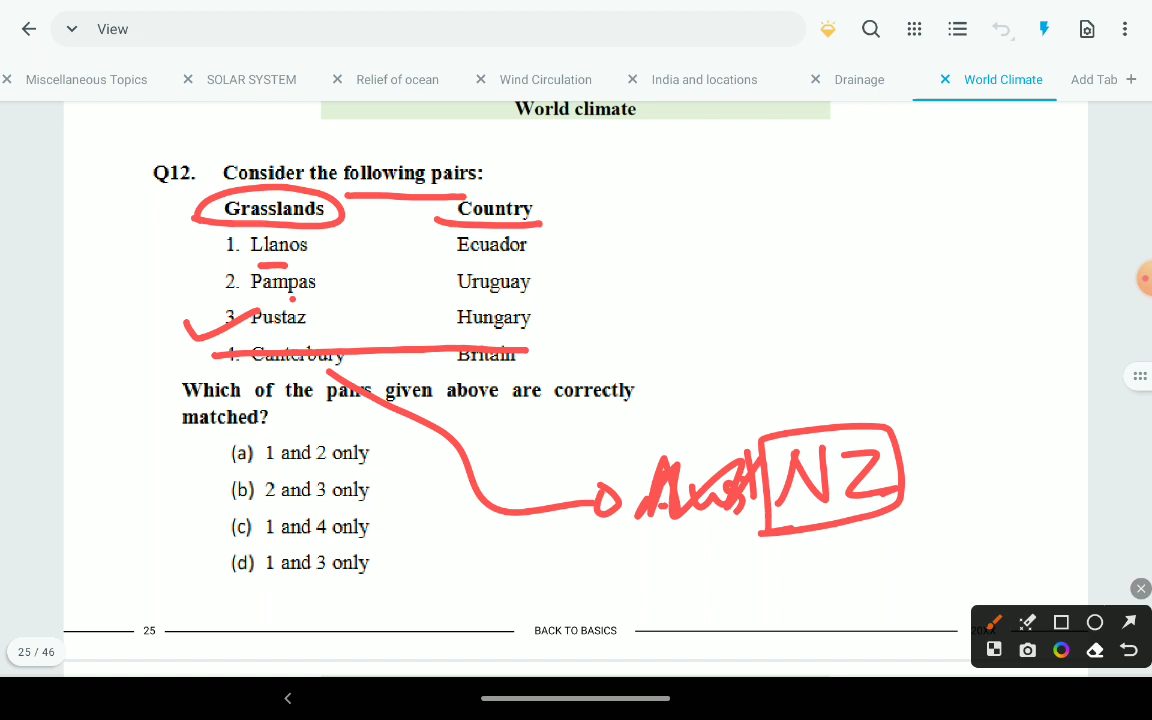 View
Miscellaneous Topics SOLAR SYSTEM Relief of ocean Wind Circulation India and locations Drainage World Climate Add Tab +
World climate
Q12. Consider the following pairs:
Grasslands Country
1. Llanos Ecuador
2. Pampas Uruguay
3. Pustaz Hungary
4. Canterbury Britain
Which of the pairs given above are correctly
matched?
(a) 1 and 2 only
(b) 2 and 3 only
NZ
(c) 1 and 4 only
(d) 1 and 3 only
25 BACK TO BASICS
25 / 46